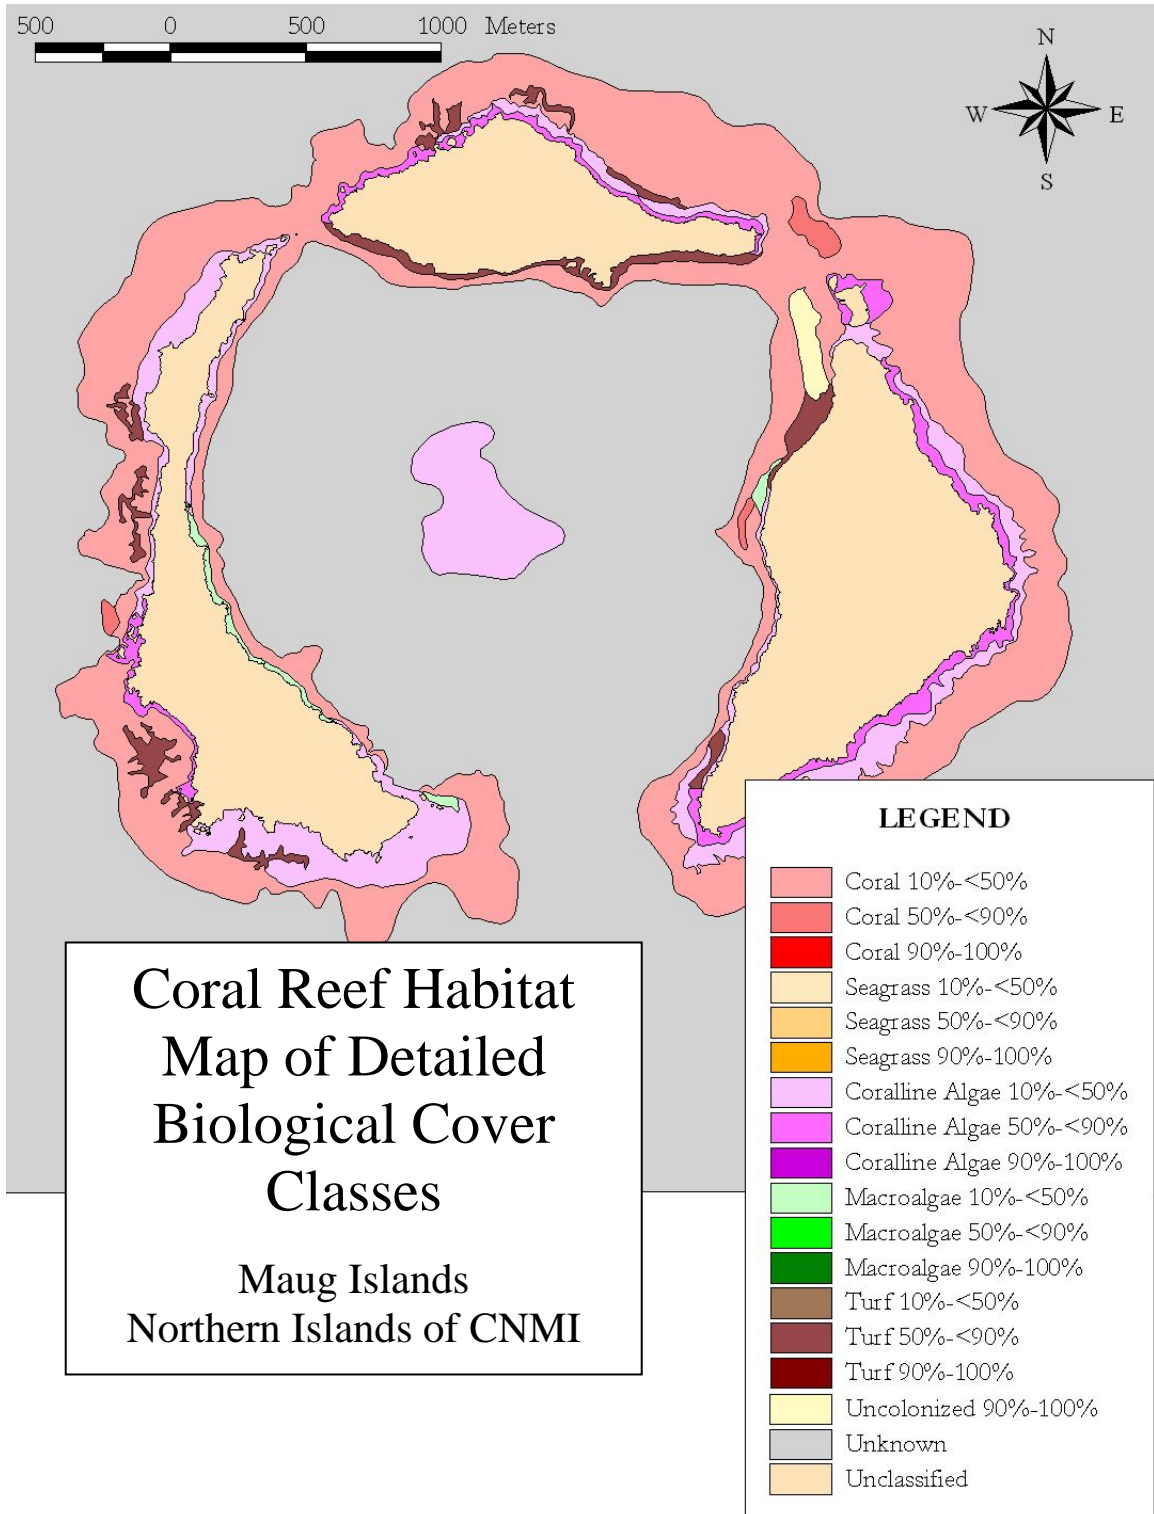 500 0 500 1000 Meters
N
W E
S
LEGEND
Coral 10%-<50%
Coral 50%-<90%
Coral 90%-100%
Seagrass 10%-<50%
Seagrass 50%-<90%
Seagrass 90%-100%
Coralline Algae 10%-<50%
Coralline Algae 50%-<90%
Coralline Algae 90%-100%
Macroalgae 10%-<50%
Macroalgae 50%-<90%
Macroalgae 90%-100%
Turf 10%-<50%
Turf 50%-<90%
Turf 90%-100%
Uncolonized 90%-100%
Unknown
Unclassified
Coral Reef Habitat
Map of Detailed
Biological Cover
Classes
Maug Islands
Northern Islands of CNMI